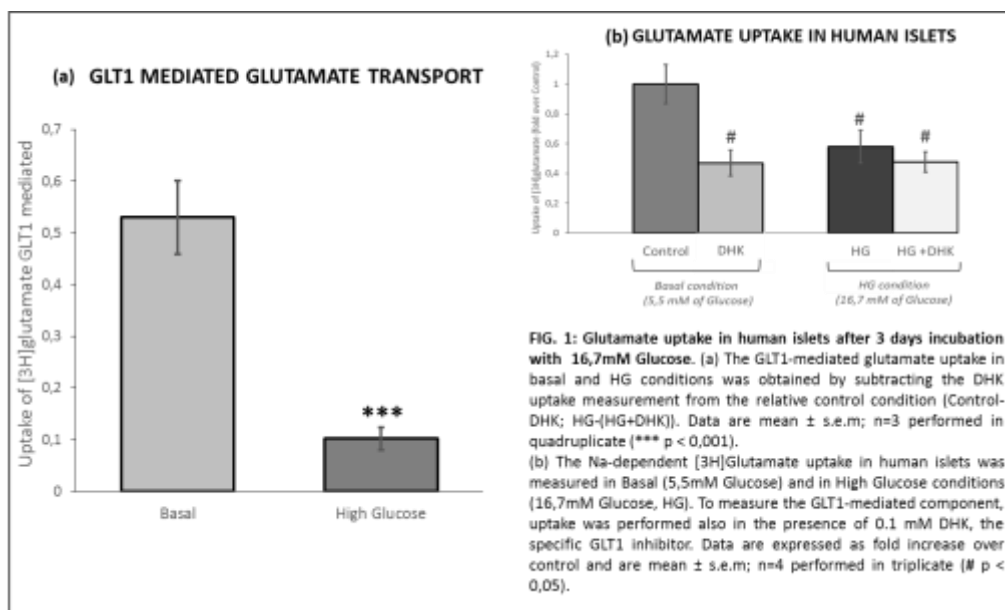 (a) GLT1 MEDIATED GLUTAMATE TRANSPORT
Uptake of [3H]glutamate GLT1 mediated
0,7
0,6
0,5
0,4
0,3
0,2
0,1
0
***
Basal
High Glucose
(b) GLUTAMATE UPTAKE IN HUMAN ISLETS
Uptake of [3H]glutamate (fold over Control)
1,2
1
0,8
0,6
0,4
0,2
0
#
#
#
Control
DHK
HG
HG +DHK
Basal condition
(5,5 mM of Glucose)
HG condition
(16,7 mM of Glucose)
FIG. 1: Glutamate uptake in human islets after 3 days incubation
with 16,7mM Glucose. (a) The GLT1-mediated glutamate uptake in
basal and HG conditions was obtained by subtracting the DHK
uptake measurement from the relative control condition (Control-
DHK; HG-(HG+DHK)). Data are mean ± s.e.m; n=3 performed in
quadruplicate (*** p < 0,001).
(b) The Na-dependent [3H]Glutamate uptake in human islets was
measured in Basal (5,5mM Glucose) and in High Glucose conditions
(16,7mM Glucose, HG). To measure the GLT1-mediated component,
uptake was performed also in the presence of 0.1 mM DHK, the
specific GLT1 inhibitor. Data are expressed as fold increase over
control and are mean ± s.e.m; n=4 performed in triplicate (# p <
0,05).